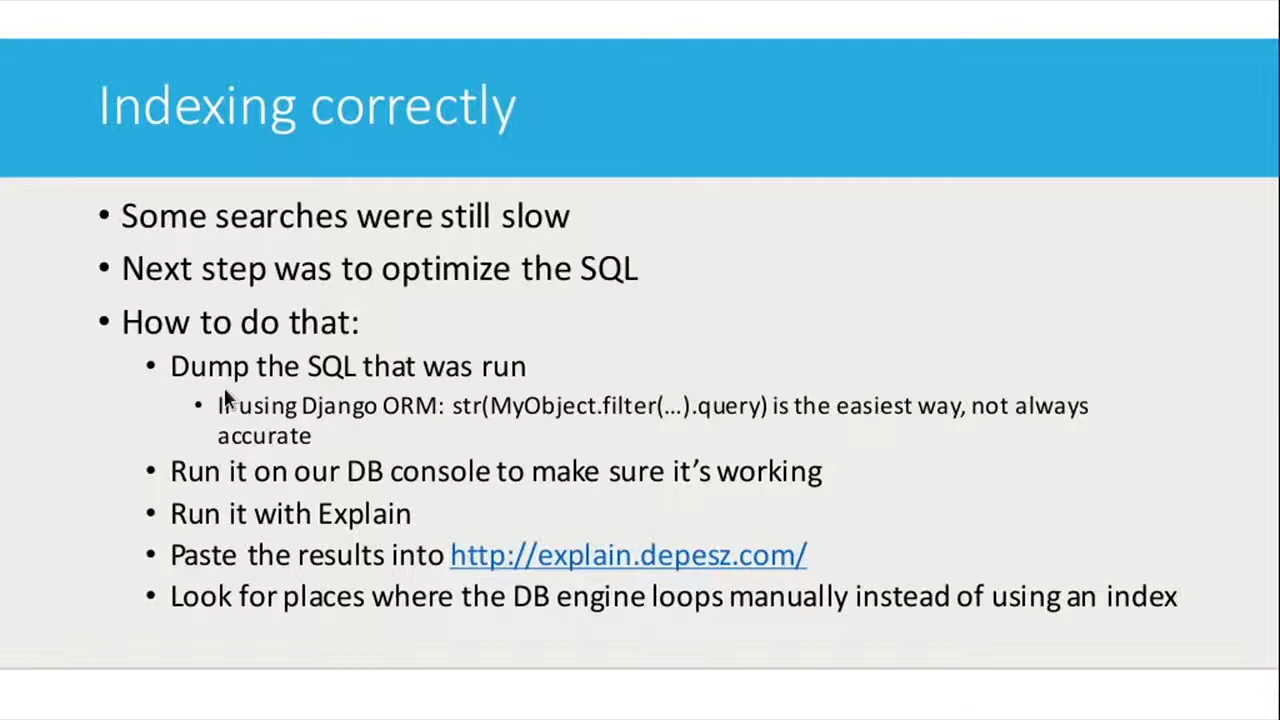 Indexing correctly
• Some searches were still slow
• Next step was to optimize the SQL
• How to do that:
• Dump the SQL that was run
• If using Django ORM: str(MyObject.filter(…).query) is the easiest way, not always
accurate
• Run it on our DB console to make sure it’s working
• Run it with Explain
• Paste the results into http://explain.depesz.com/
• Look for places where the DB engine loops manually instead of using an index